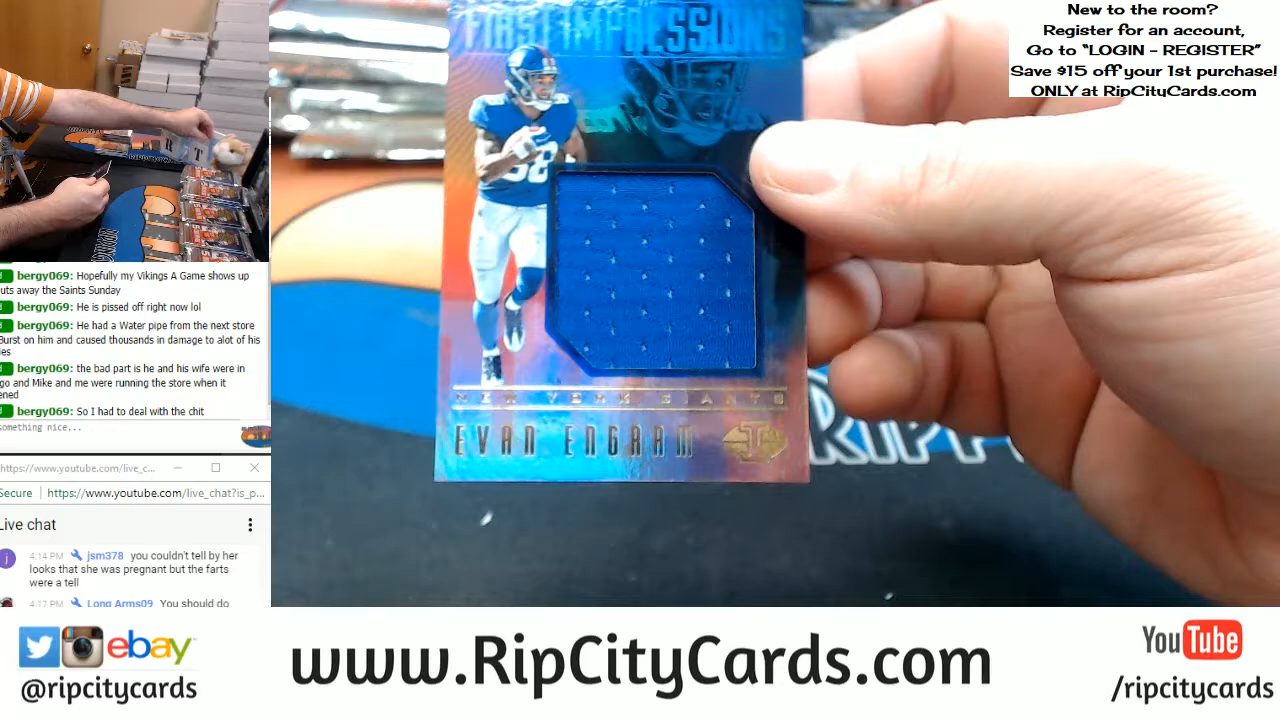 New to the room?
Register for an account,
Go to “LOGIN - REGISTER”
Save $15 off your 1st purchase!
ONLY at RipCityCards.com
FIRST IMPRESSIONS
88
NEW YORK GIANTS
EVAN ENGRAM
R T
bergy069: Hopefully my Vikings A Game shows up
uts away the Saints Sunday
bergy069: He is pissed off right now lol
bergy069: He had a Water pipe from the next store
Burst on him and caused thousands in damage to alot of his
ies
bergy069: the bad part is he and his wife were in
go and Mike and me were running the store when it
ened
bergy069: So I had to deal with the chit
something nice...
https://www.youtube.com/live_c...
Secure https://www.youtube.com/live_chat?is_p...
Live chat
j 4:14 PM jsm378 you couldn't tell by her
looks that she was pregnant but the farts
were a tell
4:17 PM Long Arms09 You should do
RIPP
ebay
@ripcitycards
www.RipCityCards.com
YouTube
/ripcitycards